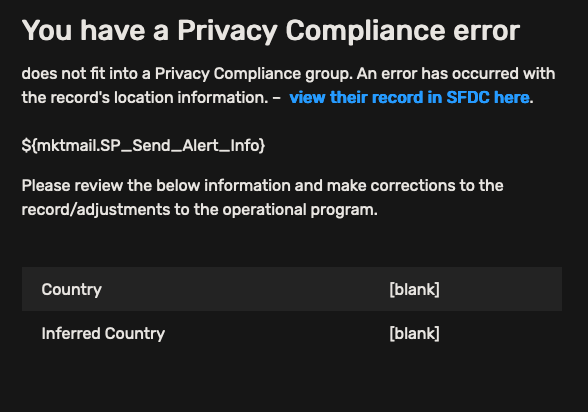 You have a Privacy Compliance error
does not fit into a Privacy Compliance group. An error has occurred with
the record's location information. – view their record in SFDC here.
${mktmail.SP_Send_Alert_Info}
Please review the below information and make corrections to the
record/adjustments to the operational program.
Country [blank]
Inferred Country [blank]